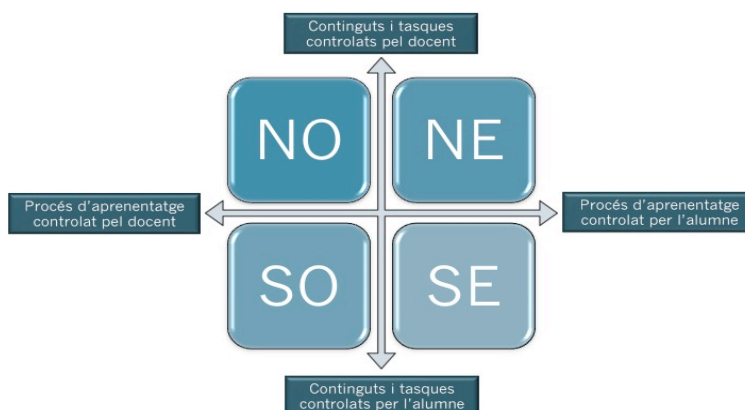 Continguts i tasques
controlats pel docent
NO
NE
Procés d'aprenentatge
controlat pel docent
Procés d'aprenentatge
controlat per l'alumne
SO
SE
Continguts i tasques
controlats per l'alumne